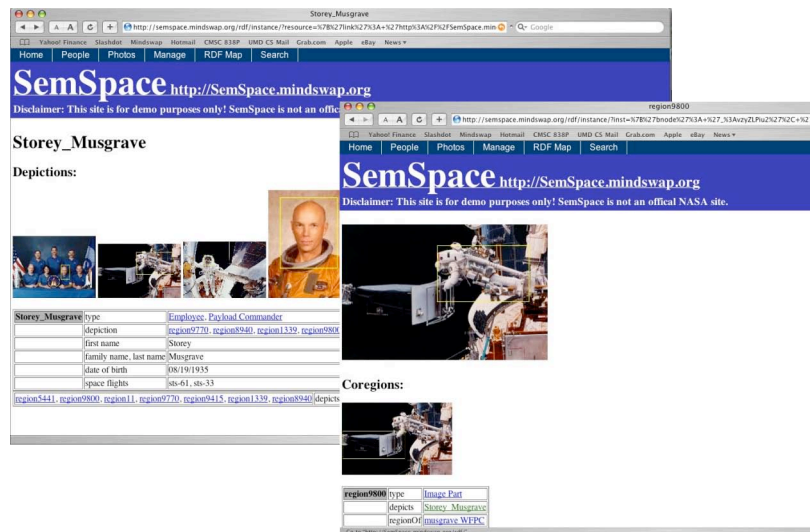 Storey_Musgrave
A A
http://semspace.mindswap.org/rdf/instance/?resource=%7B%27link%27%3A+%27http%3A%2F%2FSemSpace.min
Google
Yahoo! Finance Slashdot Mindswap Hotmail CMSC 838P UMD CS Mail Grab.com Apple eBay News
Home People Photos Manage RDF Map Search
SemSpace http://SemSpace.mindswap.org
Disclaimer: This site is for demo purposes only! SemSpace is not an offic
Storey_Musgrave
Depictions:
Storey_Musgrave type Employee, Payload Commander
depiction region9770, region8940, region1339, region980
first name Storey
family name, last name Musgrave
date of birth 08/19/1935
space flights sts-61, sts-33
region5441, region9800, region11, region9770, region9415, region1339, region8940 depicts
region9800
A A
http://semspace.mindswap.org/rdf/instance/?inst=%7B%27bnode%27%3A+%27_%3AvzyZLPiu2%27%2C+%2
Yahoo! Finance Slashdot Mindswap Hotmail CMSC 838P UMD CS Mail Grab.com Apple eBay News
Home People Photos Manage RDF Map Search
SemSpace http://SemSpace.mindswap.org
Disclaimer: This site is for demo purposes only! SemSpace is not an offical NASA site.
Coregions:
region9800 type Image Part
depicts Storey_Musgrave
regionOf musgrave WFPC